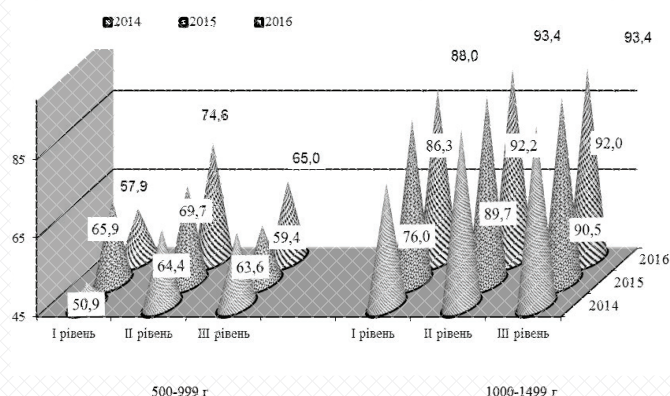 2014 2015 2016
93,4 93,4
88,0
74,6
86,3 92,2 92,0
85
65,0
57,9
69,7
65,9 59,4 76,0 89,7 90,5
65
64,4 63,6
2016
2015
50,9 2014
45
I рівень II рівень III рівень I рівень II рівень III рівень
500-999 г 1000-1499 г